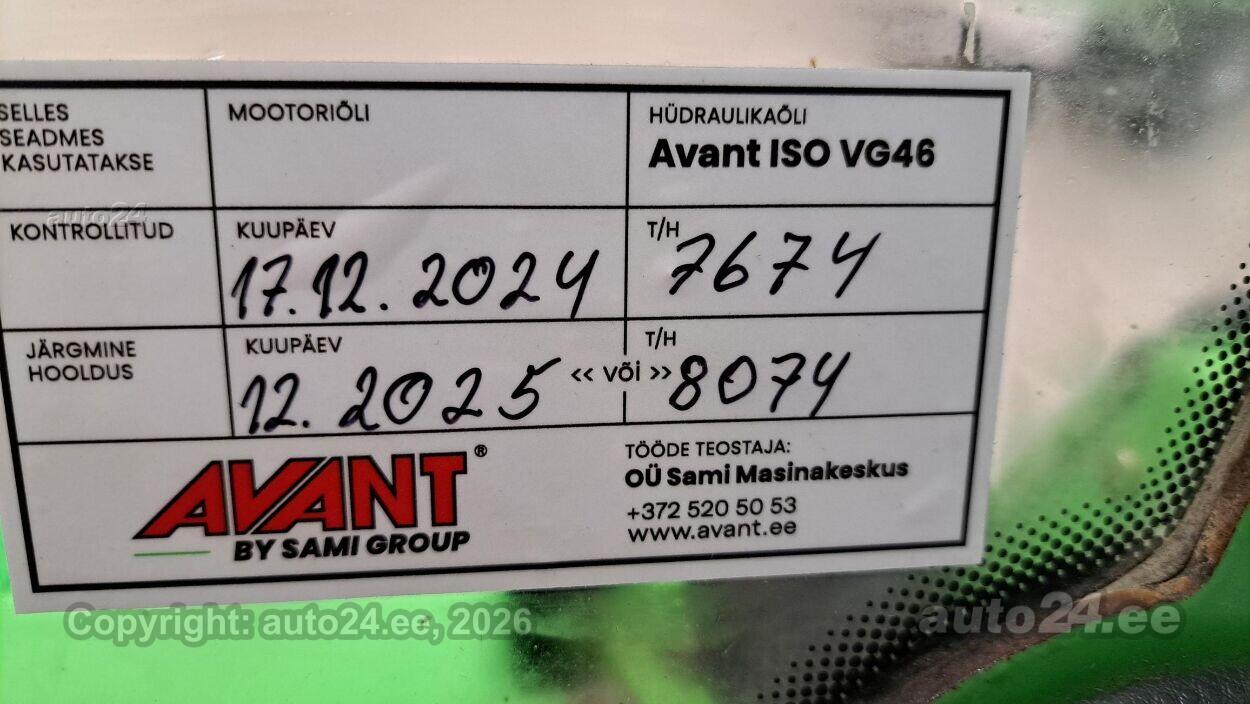 SELLES
SEADMES
KASUTATAKSE
MOOTORIÕLI
HÜDRAULIKAÕLI
Avant ISO VG46
auto24
KONTROLLITUD
KUUPÄEV
17.12.2024
T/H
7674
JÄRGMINE
HOOLDUS
KUUPÄEV
12.2025
<< või >>
T/H
8074
AVANT®
BY SAMI GROUP
TÖÖDE TEOSTAJA:
OÜ Sami Masinakeskus
+372 520 50 53
www.avant.ee
Copyright: auto24.ee, 2026
auto24.ee